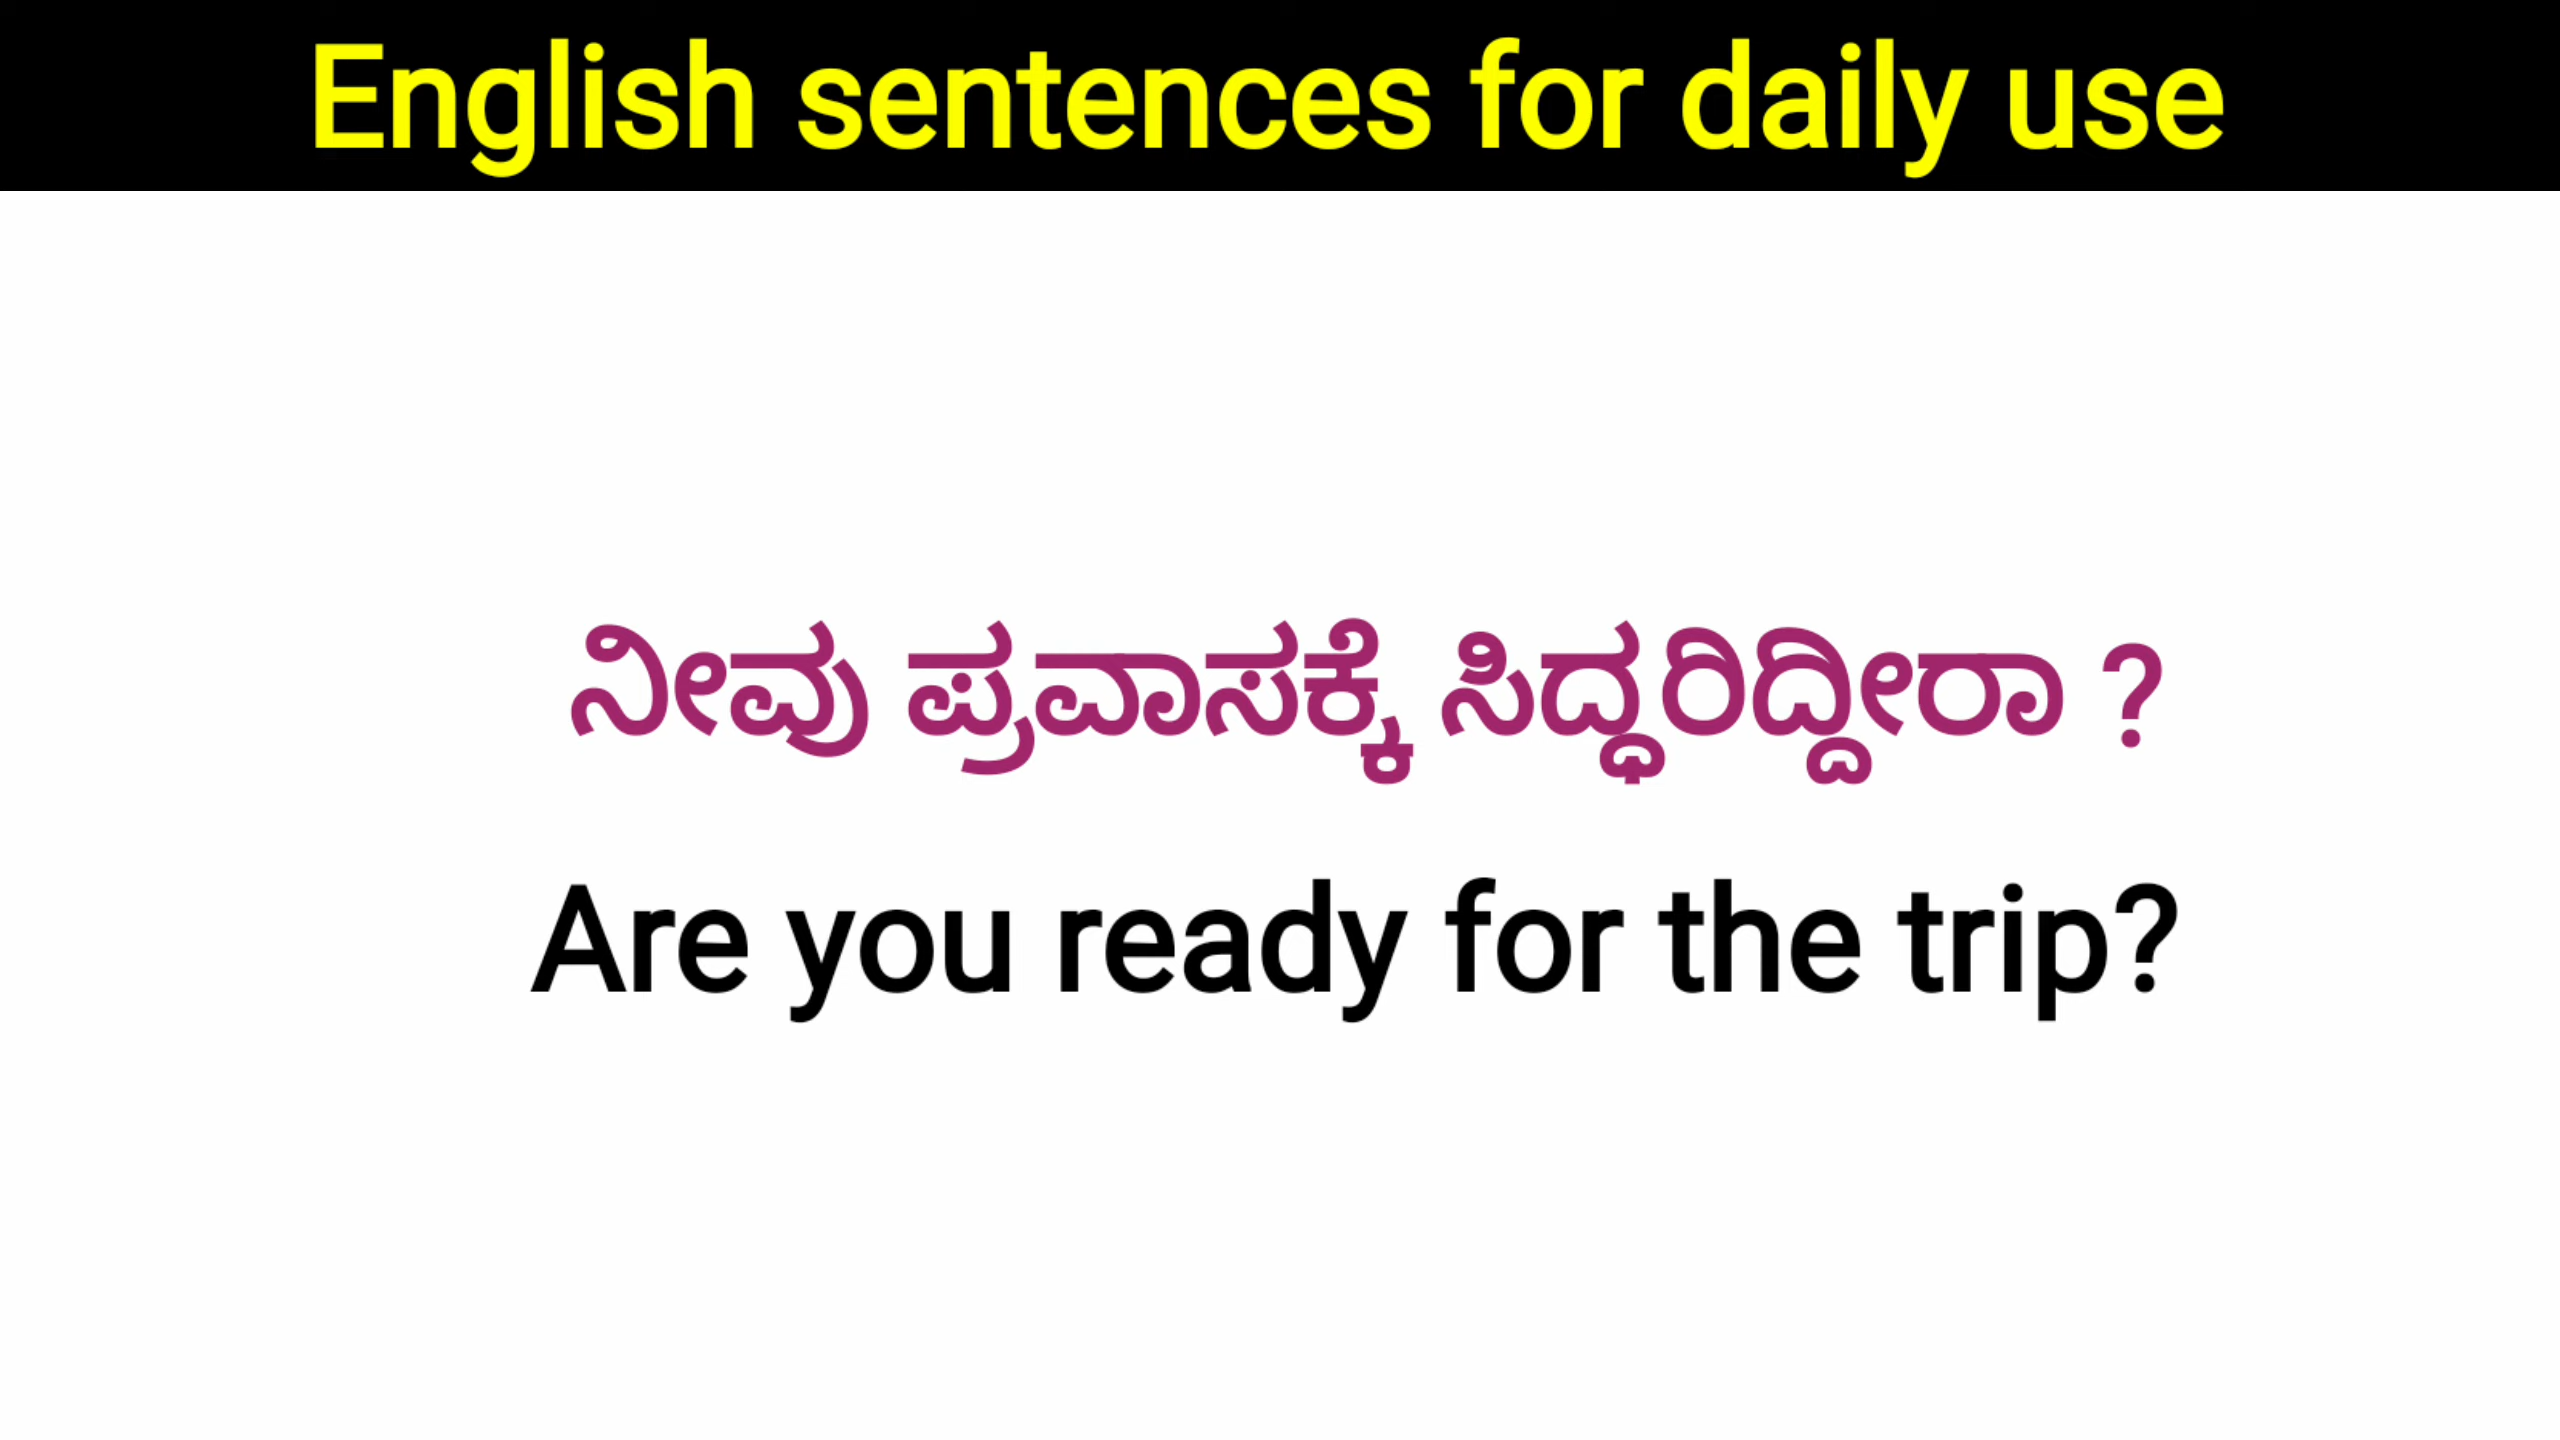 English sentences for daily use
ನೀವು ಪ್ರವಾಸಕ್ಕೆ ಸಿದ್ಧರಿದ್ದೀರಾ ?
Are you ready for the trip?